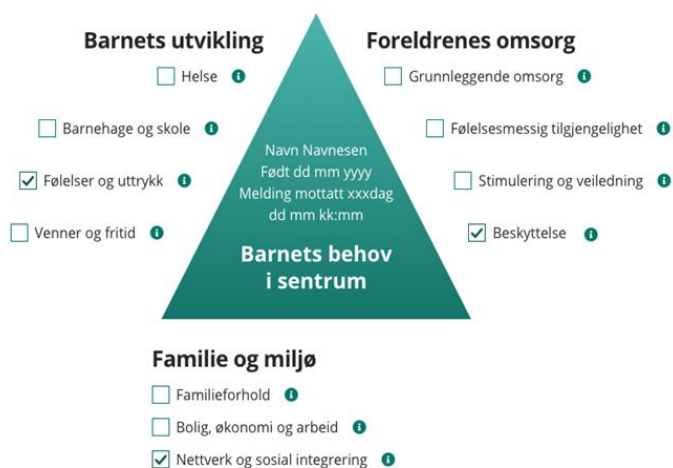 Barnets utvikling
Helse
Barnehage og skole
Følelser og uttrykk
Venner og fritid
Foreldrenes omsorg
Grunnleggende omsorg
Følelsesmessig tilgjengelighet
Stimulering og veiledning
Beskyttelse
Navn Navnesen
Født dd mm yyyy
Melding mottatt xxxdag
dd mm kk:mm
Barnets behov
i sentrum
Familie og miljø
Familieforhold
Bolig, økonomi og arbeid
Nettverk og sosial integrering